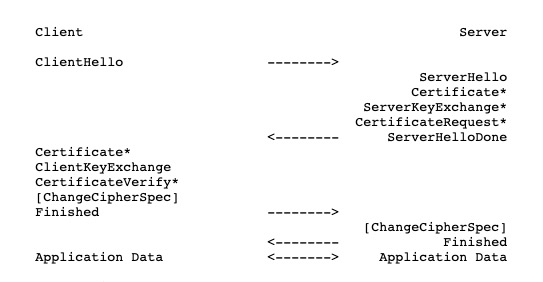 Client                                               Server

ClientHello                  -------->
                                                ServerHello
                                               Certificate*
                                         ServerKeyExchange*
                                        CertificateRequest*
                             <--------      ServerHelloDone
Certificate*
ClientKeyExchange
CertificateVerify*
[ChangeCipherSpec]
Finished                     -------->
                                         [ChangeCipherSpec]
                             <--------             Finished
Application Data             <------->     Application Data